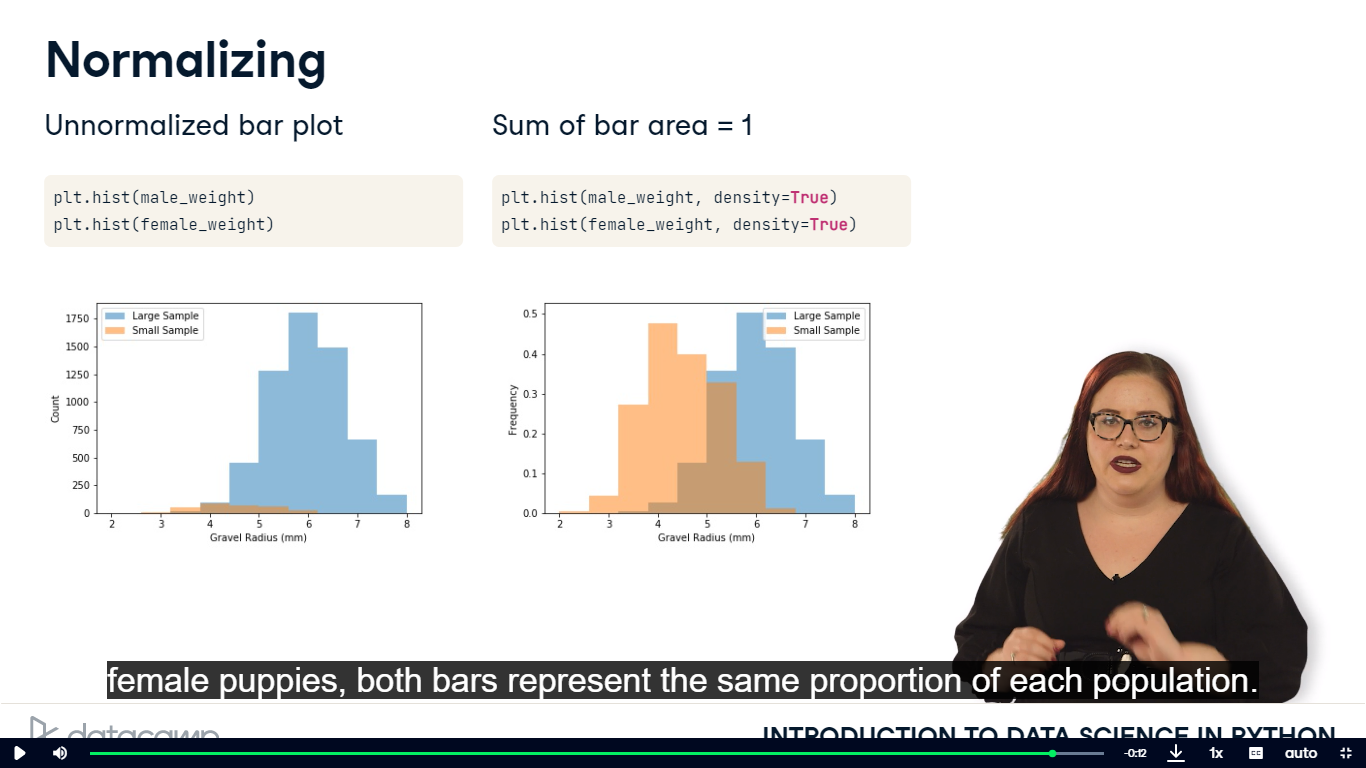 Normalizing
Unnormalized bar plot
Sum of bar area = 1
plt.hist(male_weight)
plt.hist(female_weight)
plt.hist(male_weight, density=True)
plt.hist(female_weight, density=True)
Large Sample
Small Sample
1750
1500
1250
1000
750
500
250
0
Count
2 3 4 5 6 7 8
Gravel Radius (mm)
Large Sample
Small Sample
0.5
0.4
0.3
0.2
0.1
0.0
Frequency
2 3 4 5 6 7 8
Gravel Radius (mm)
female puppies, both bars represent the same proportion of each population.
datacamp
INTRODUCTION TO DATA SCIENCE IN PYTHON
-0:12
1x
CC
auto